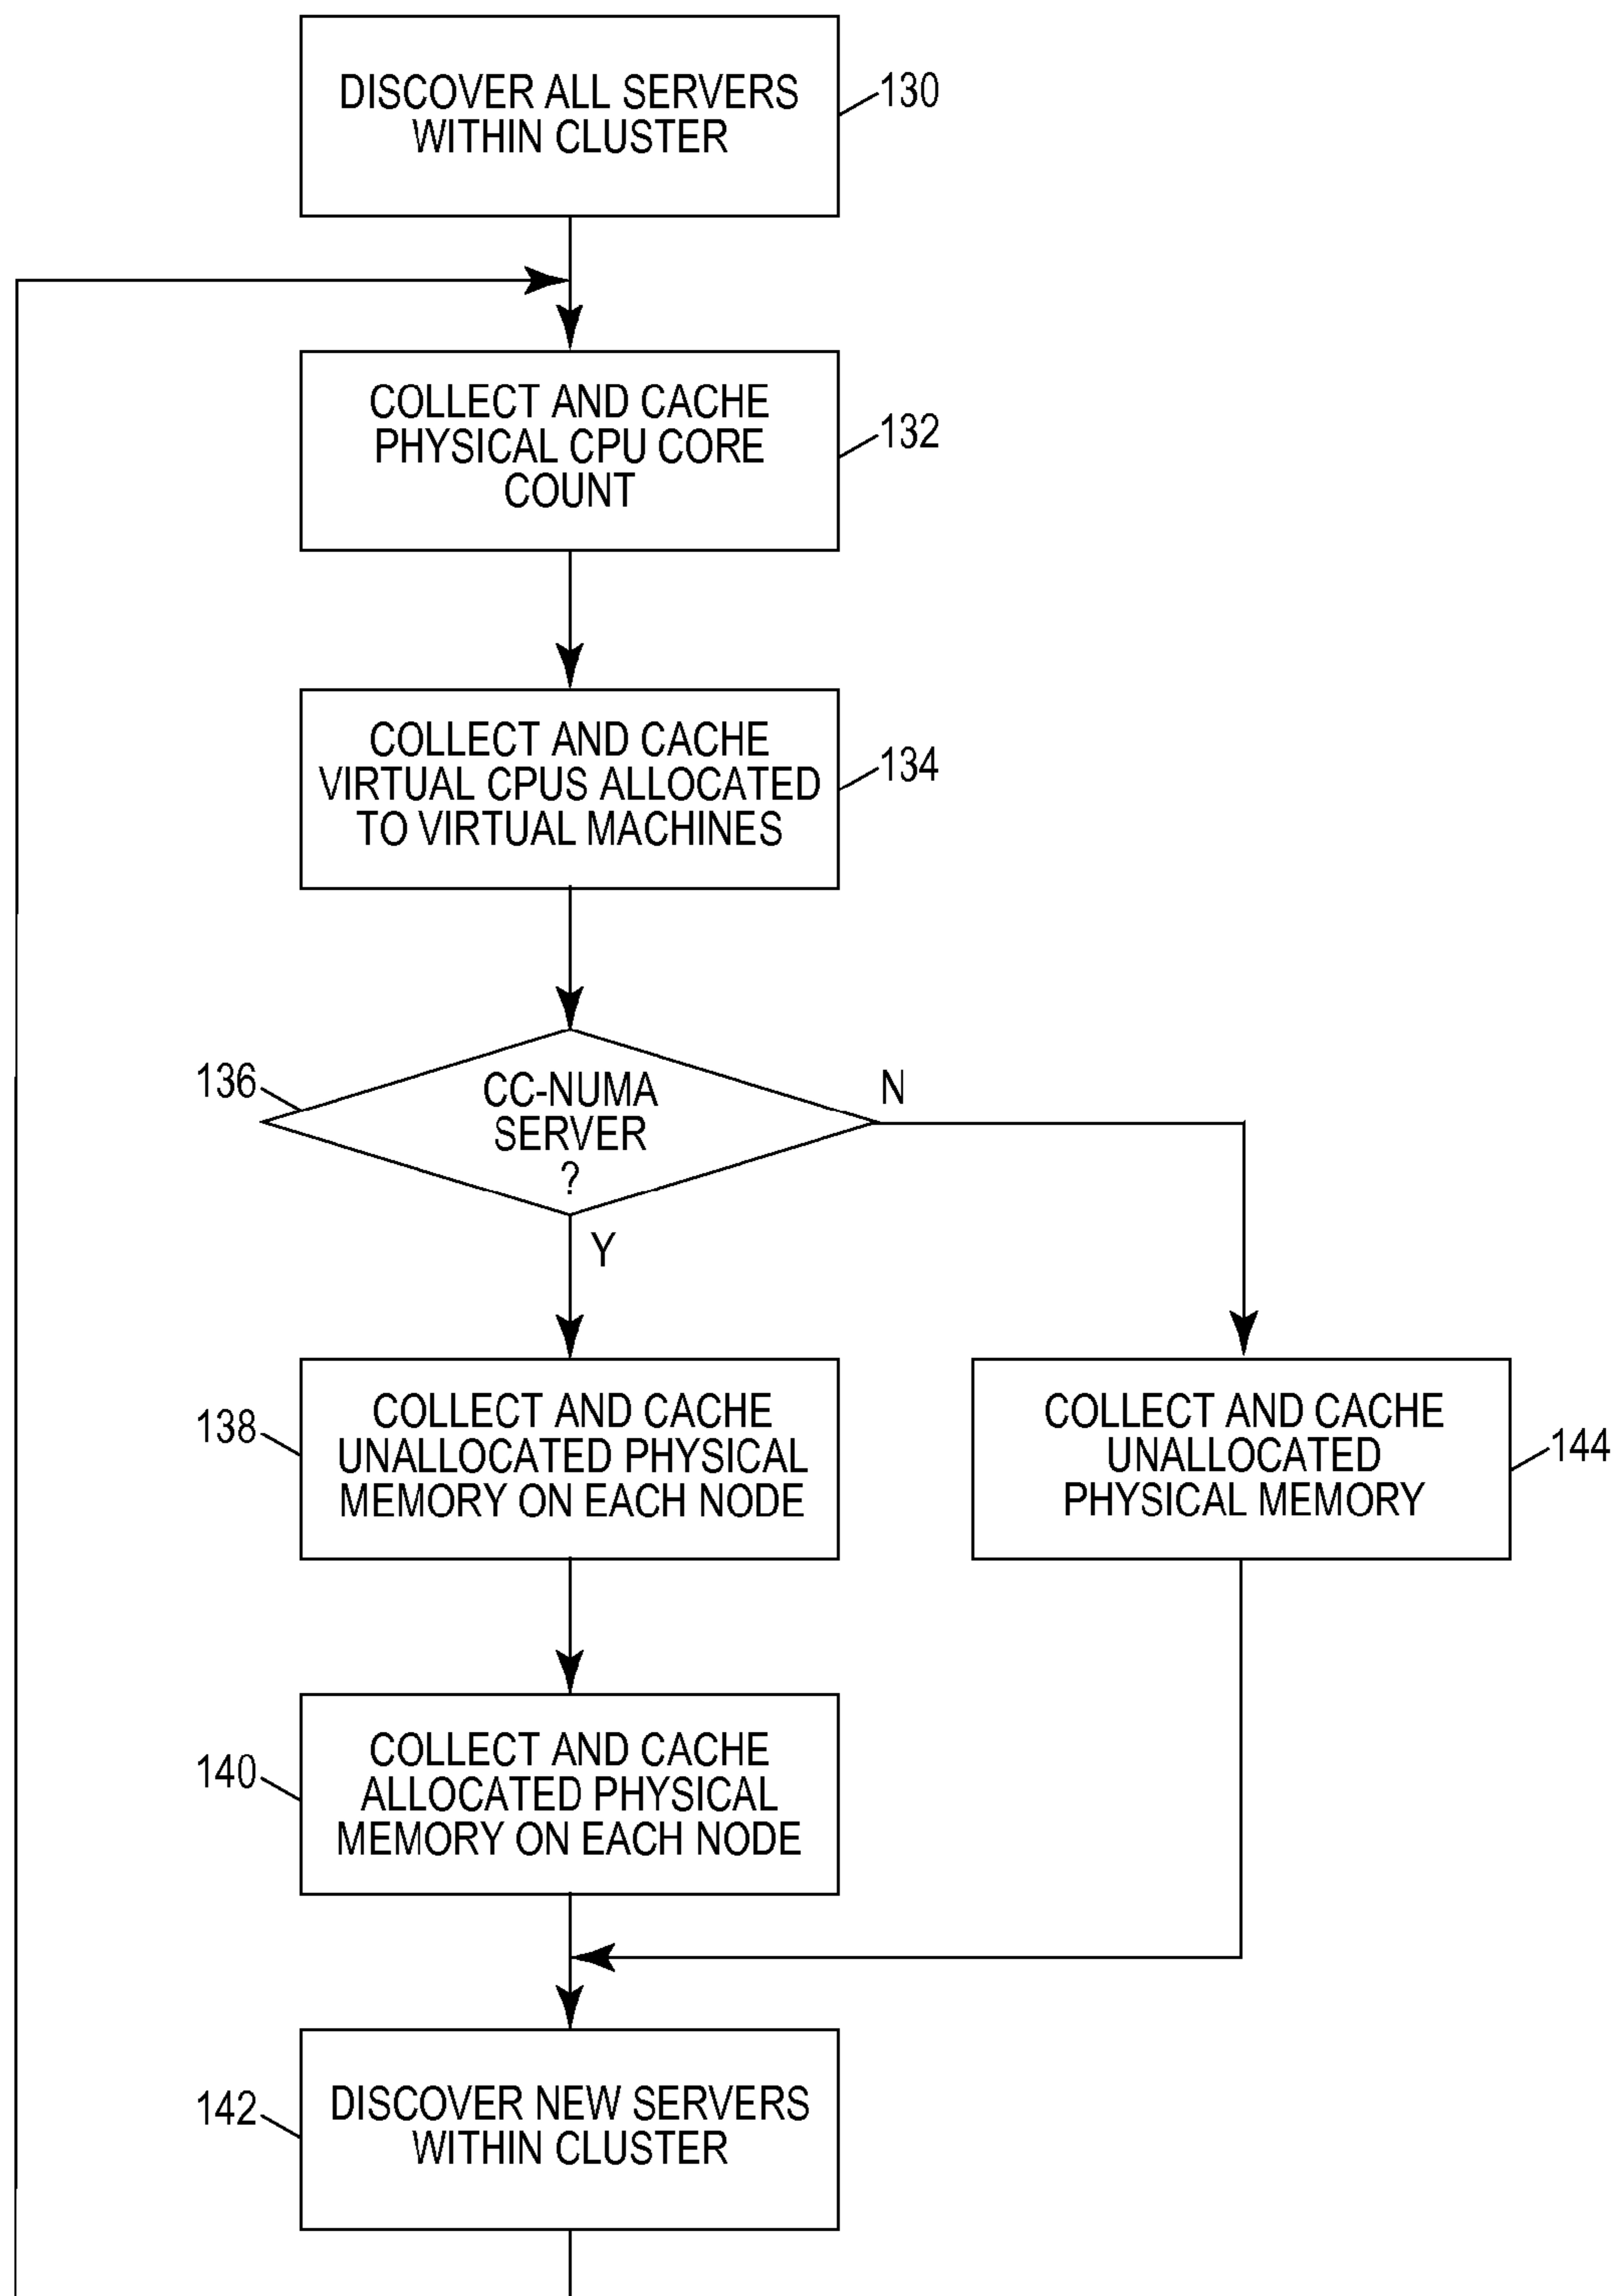 DISCOVER ALL SERVERS
WITHIN CLUSTER
130
COLLECT AND CACHE
PHYSICAL CPU CORE
COUNT
132
COLLECT AND CACHE
VIRTUAL CPUS ALLOCATED
TO VIRTUAL MACHINES
134
136
CC-NUMA
SERVER
?
N
Y
138
COLLECT AND CACHE
UNALLOCATED PHYSICAL
MEMORY ON EACH NODE
COLLECT AND CACHE
UNALLOCATED
PHYSICAL MEMORY
144
140
COLLECT AND CACHE
ALLOCATED PHYSICAL
MEMORY ON EACH NODE
142
DISCOVER NEW SERVERS
WITHIN CLUSTER